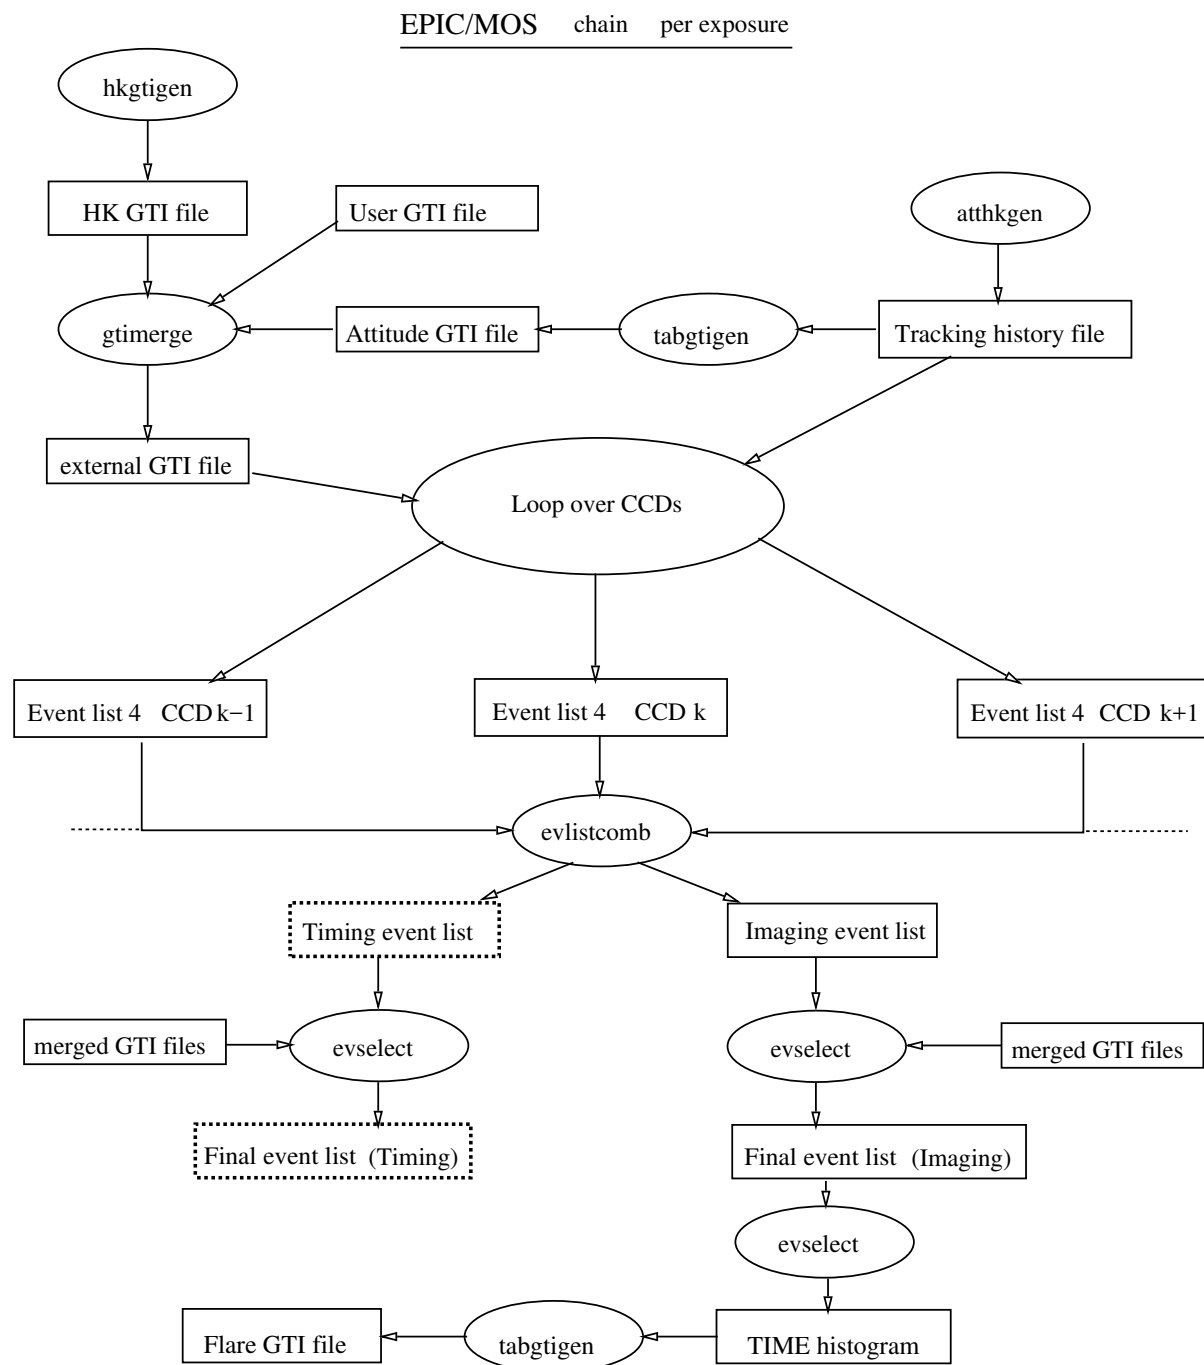 EPIC/MOS chain per exposure
hkgtigen
HK GTI file
User GTI file
atthkgen
gtimerge
Attitude GTI file
tabgtigen
Tracking history file
external GTI file
Loop over CCDs
Event list 4 CCD k−1
Event list 4 CCD k
Event list 4 CCD k+1
evlistcomb
Timing event list
Imaging event list
merged GTI files
evselect
evselect
merged GTI files
Final event list (Timing)
Final event list (Imaging)
evselect
Flare GTI file
tabgtigen
TIME histogram